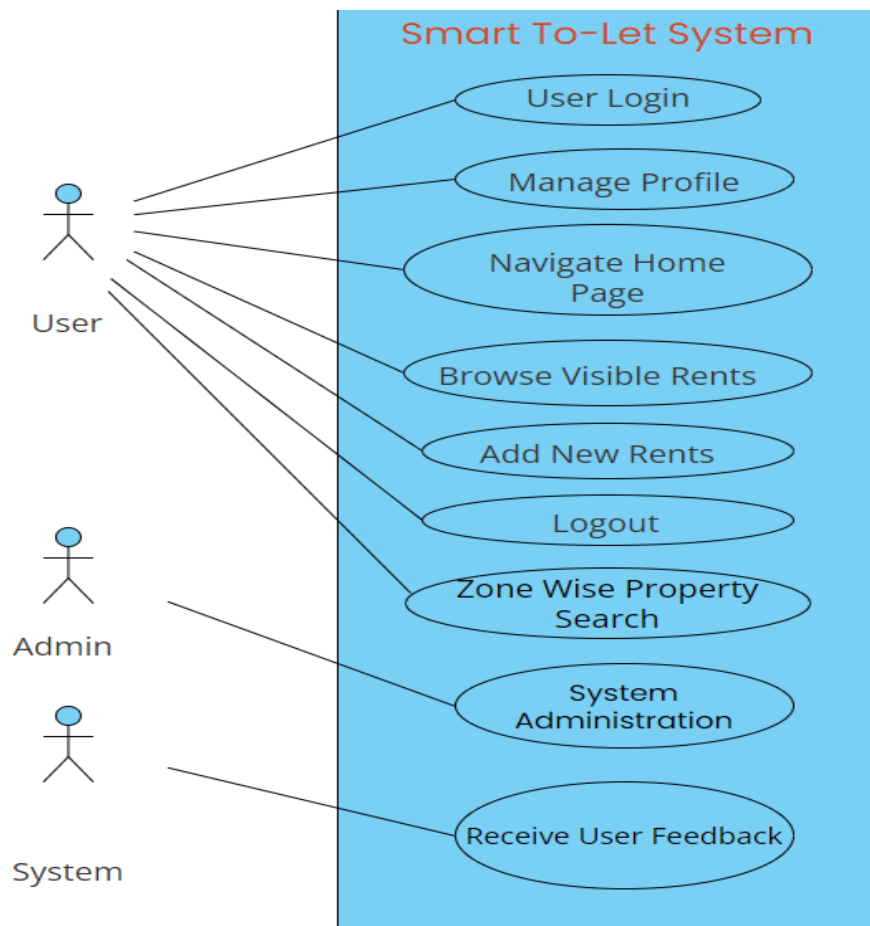 Smart To-Let System
User Login
Manage Profile
Navigate Home
Page
User
Browse Visible Rents
Add New Rents
Logout
Zone Wise Property
Search
Admin
System
Administration
Receive User Feedback
System